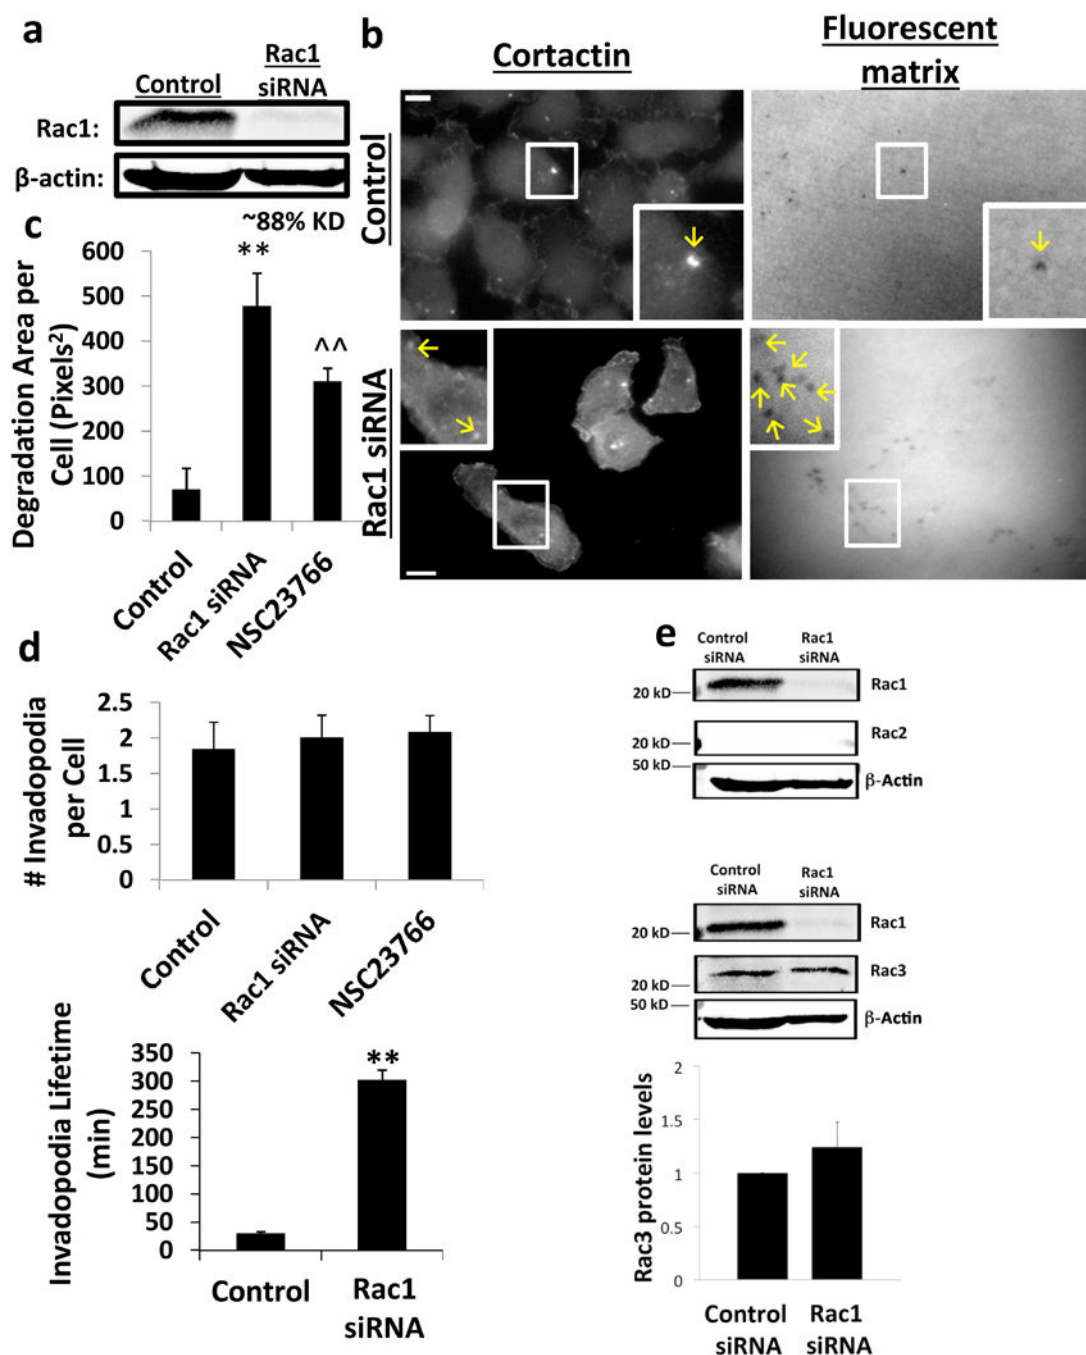 a
Control
Rac1
siRNA
Rac1:
β-actin:
~88% KD
b
Cortactin
Fluorescent
matrix
Control
Rac1 siRNA
c
Degradation Area per
Cell (Pixels²)
600
500
400
300
200
100
0
**
^^
Control
Rac1 siRNA
NSC23766
d
# Invadopodia
per Cell
2.5
2
1.5
1
0.5
0
Control
Rac1 siRNA
NSC23766
Invadopodia Lifetime
(min)
350
300
250
200
150
100
50
0
**
Control
Rac1
siRNA
e
Control
siRNA
Rac1
siRNA
20 kD
Rac1
20 kD
Rac2
50 kD
β-Actin
Control
siRNA
Rac1
siRNA
20 kD
Rac1
20 kD
Rac3
50 kD
β-Actin
Rac3 protein levels
2
1.5
1
0.5
0
Control
siRNA
Rac1
siRNA